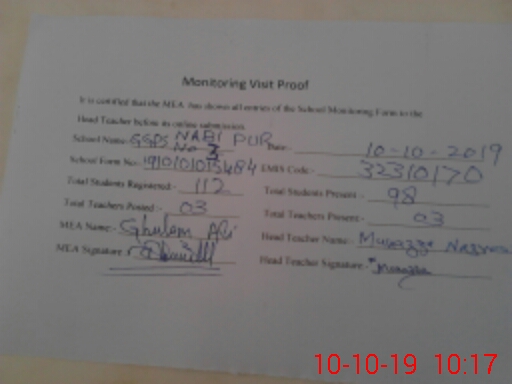 Monitoring Visit Proof
It is certified that the MEA has shown all entries of the School Monitoring Form to the
Head Teacher before its online submission
School Name:- GGPS NABI PUR No 3 Date:- 10-10-2019
School Form No:- EMIS Code:- 32310170
Total Students Registered:- 112 Total Students Present:- 98
Total Teachers Posted:- 03 Total Teachers Present:- 03
MEA Name:- Ghulam Ali Head Teacher Name:-
MEA Signature: Head Teacher Signature:-
10-10-19 10:17